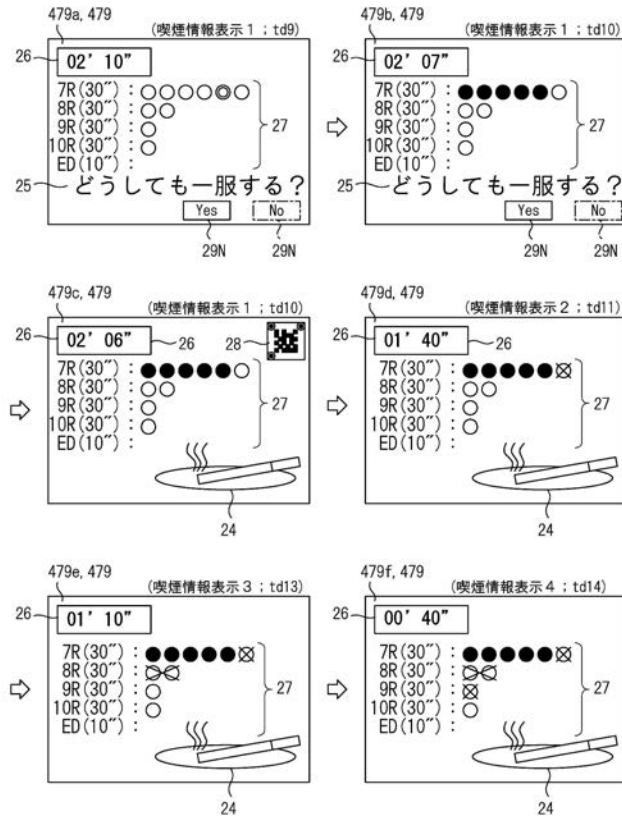 479a, 479
(喫煙情報表示1;td9)
26
02' 10"
7R(30"):○○○○◎○
8R(30"):○○
9R(30"):○
10R(30"):○
ED(10"):
27
25
どうしても一服する?
Yes
No
29N
29N
479b, 479
(喫煙情報表示1;td10)
26
02' 07"
7R(30"):●●●●●○
8R(30"):○○
9R(30"):○
10R(30"):○
ED(10"):
27
25
どうしても一服する?
Yes
No
29N
29N
479c, 479
(喫煙情報表示1;td10)
26
02' 06"
26
28
7R(30"):●●●●●○
8R(30"):○○
9R(30"):○
10R(30"):○
ED(10"):
27
24
479d, 479
(喫煙情報表示2;td11)
26
01' 40"
7R(30"):●●●●●⊗
8R(30"):○○
9R(30"):○
10R(30"):○
ED(10"):
27
24
479e, 479
(喫煙情報表示3;td13)
26
01' 10"
7R(30"):●●●●●⊗
8R(30"):⊗⊗
9R(30"):○
10R(30"):○
ED(10"):
27
24
479f, 479
(喫煙情報表示4;td14)
26
00' 40"
7R(30"):●●●●●⊗
8R(30"):⊗⊗
9R(30"):⊗
10R(30"):○
ED(10"):
27
24